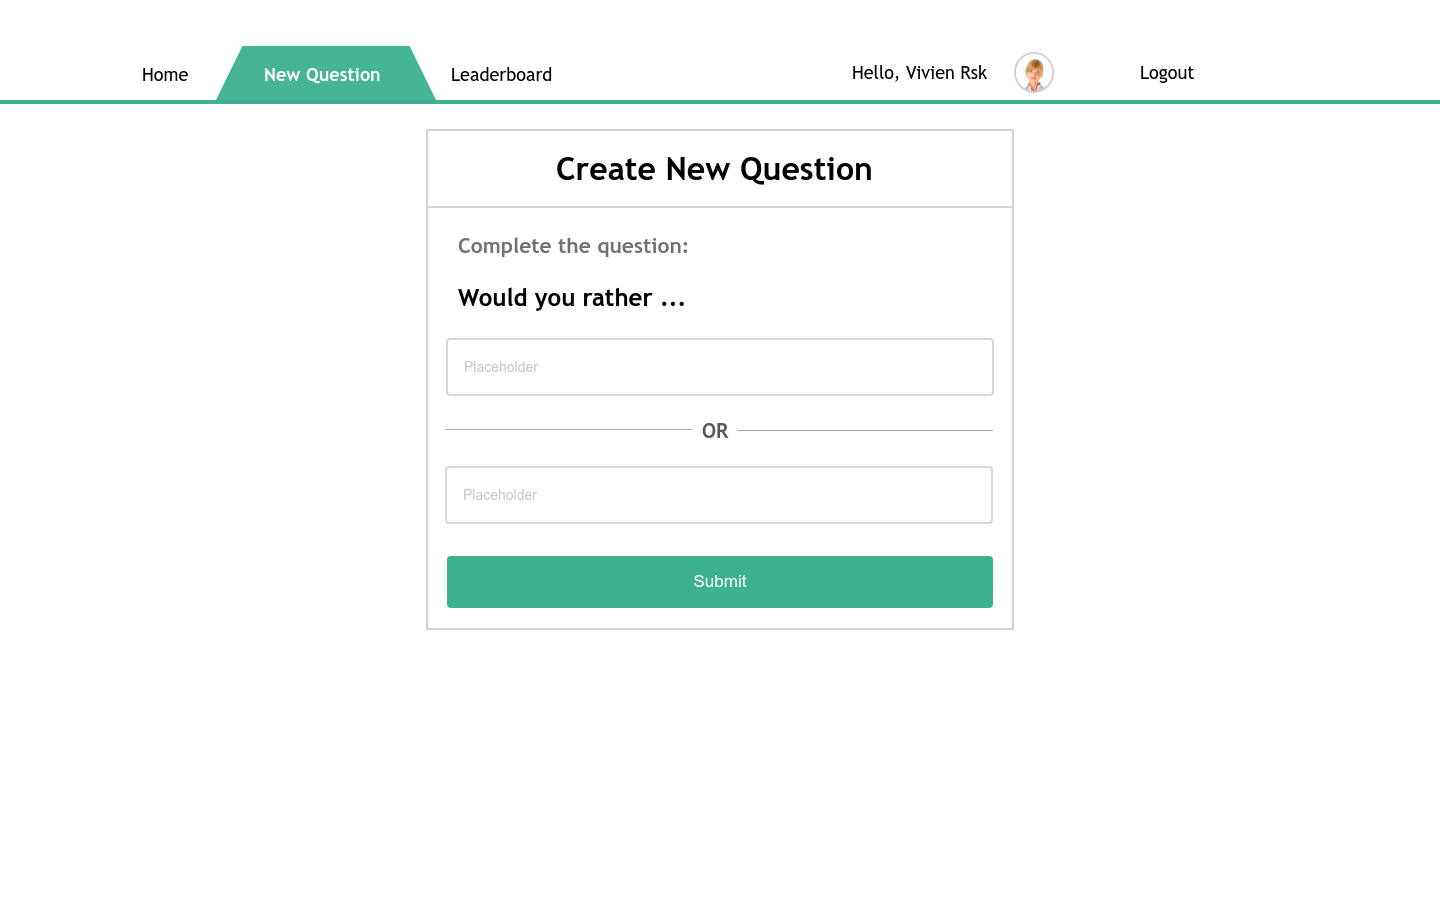 Home New Question Leaderboard Hello, Vivien Rsk Logout
Create New Question
Complete the question:
Would you rather ...
Placeholder
OR
Placeholder
Submit